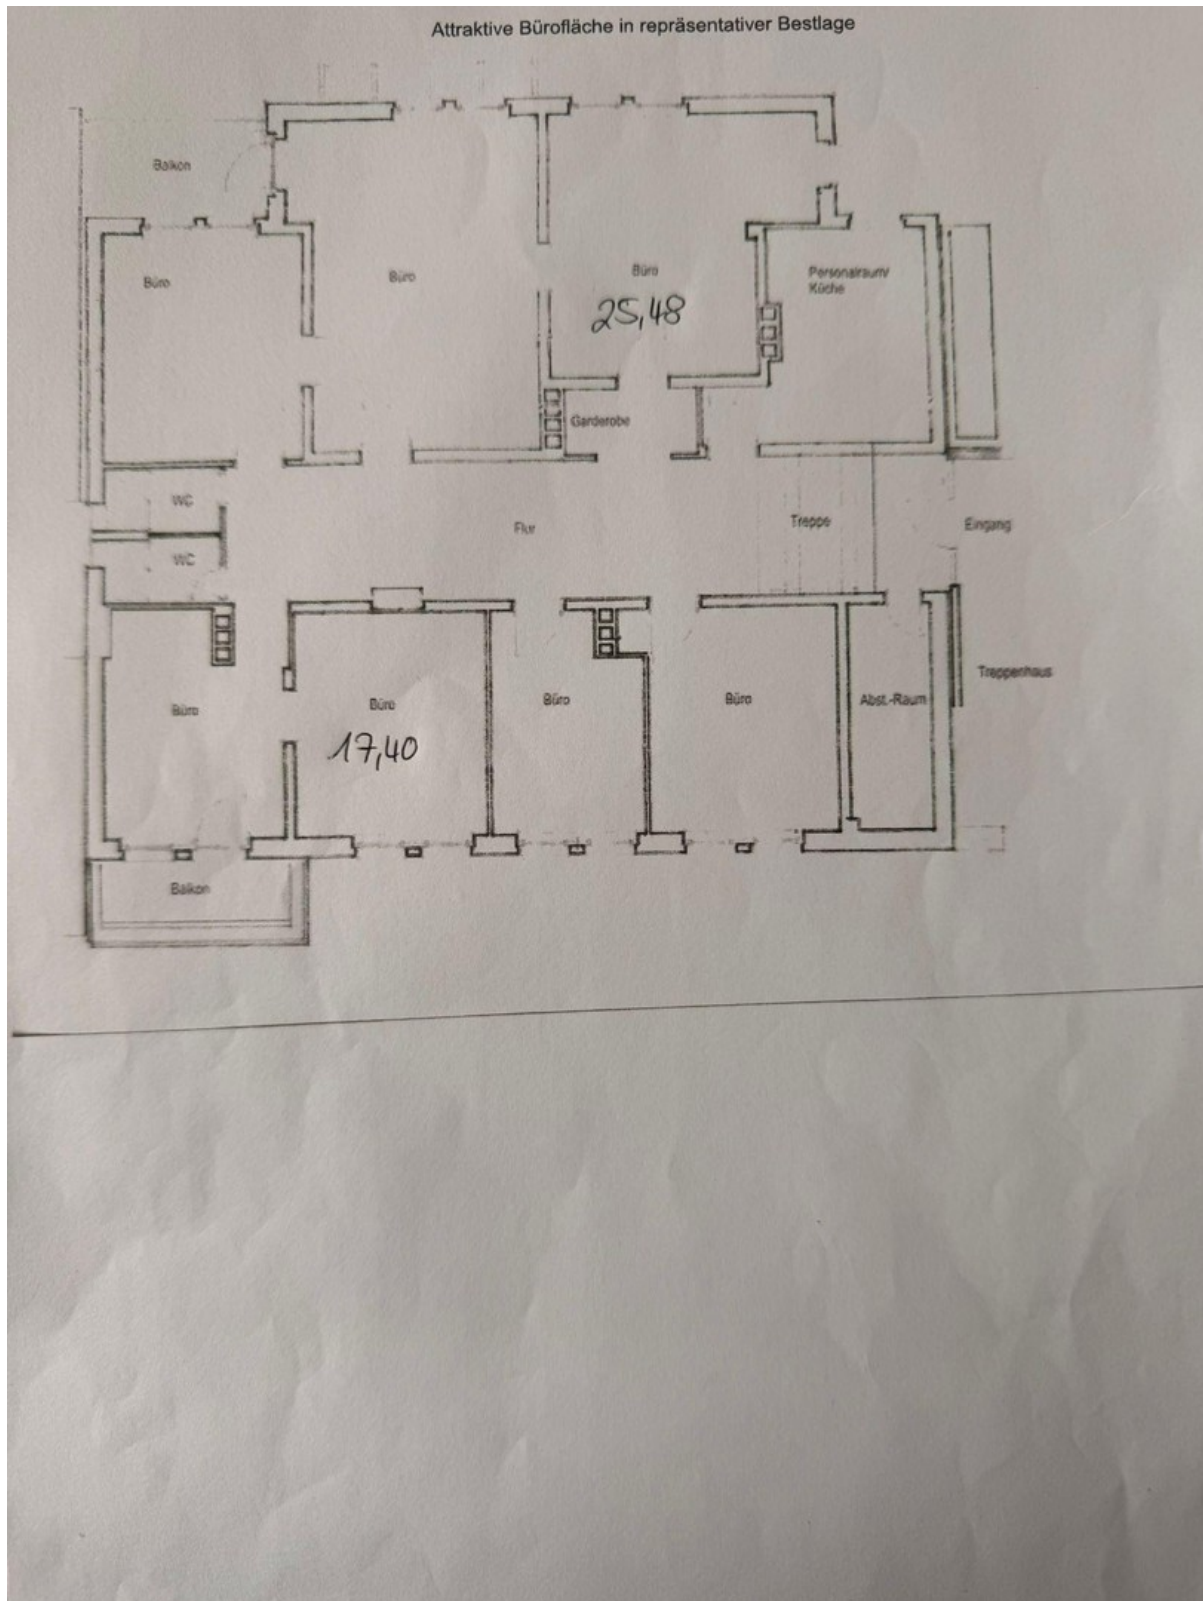 Attraktive Bürofläche in repräsentativer Bestlage
Balkon
Büro
Büro
Büro
25,48
Personalraum/
Küche
Garderobe
WC
WC
Flur
Treppe
Eingang
Büro
Büro
17,40
Büro
Büro
Abst.-Raum
Treppenhaus
Balkon